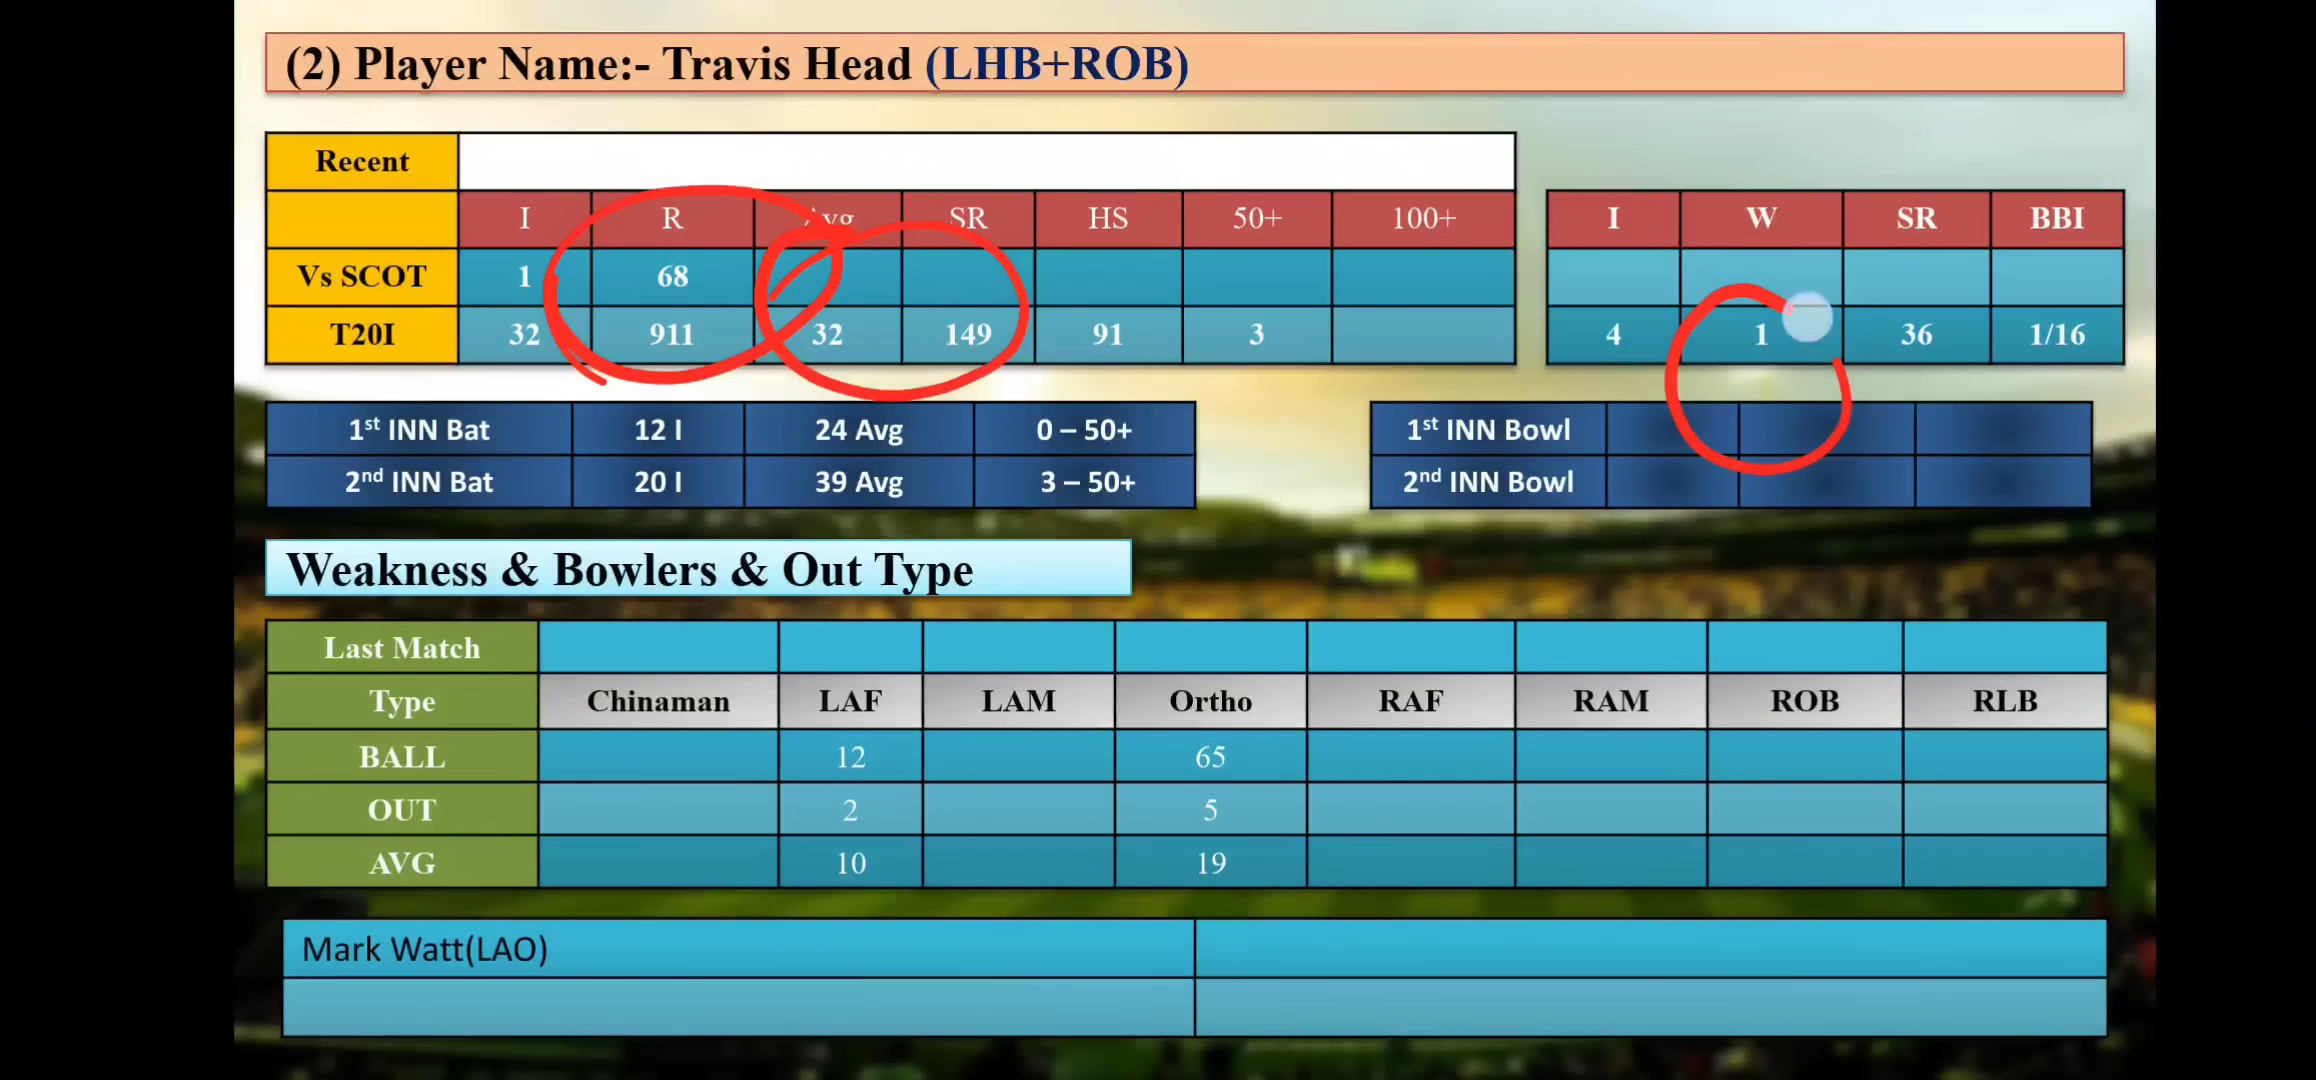 (2) Player Name:- Travis Head (LHB+ROB)
Recent
I R Avg SR HS 50+ 100+
Vs SCOT 1 68
T20I 32 911 32 149 91 3
I W SR BBI
4 1 36 1/16
1st INN Bat 12 I 24 Avg 0 – 50+
2nd INN Bat 20 I 39 Avg 3 – 50+
1st INN Bowl
2nd INN Bowl
Weakness & Bowlers & Out Type
Last Match
Type Chinaman LAF LAM Ortho RAF RAM ROB RLB
BALL 12 65
OUT 2 5
AVG 10 19
Mark Watt(LAO)